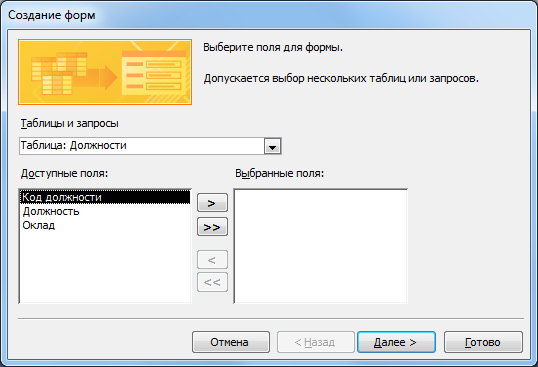 Создание форм
Выберите поля для формы.
Допускается выбор нескольких таблиц или запросов.
Таблицы и запросы
Таблица: Должности
Доступные поля:
Выбранные поля:
Код должности
Должность
Оклад
>
>>
<
<<
Отмена
< Назад
Далее >
Готово